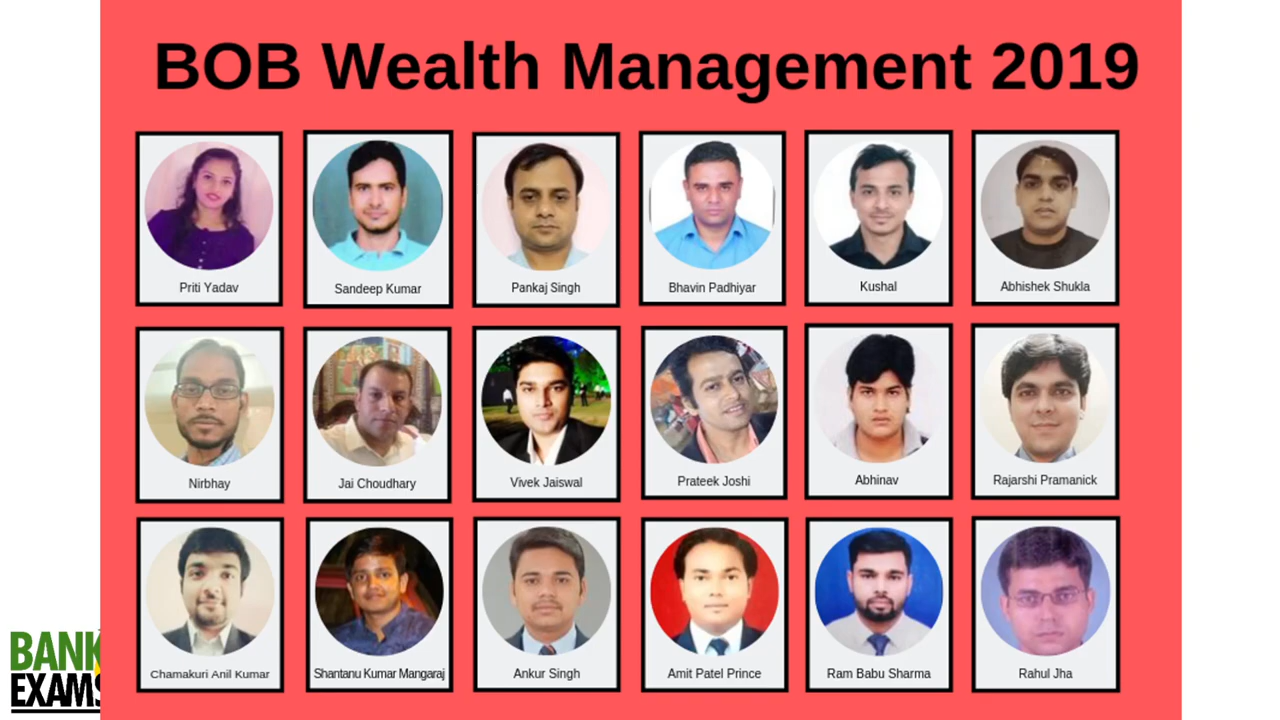 BOB Wealth Management 2019
Priti Yadav
Sandeep Kumar
Pankaj Singh
Bhavin Padhiyar
Kushal
Abhishek Shukla
Nirbhay
Jai Choudhary
Vivek Jaiswal
Prateek Joshi
Abhinav
Rajarshi Pramanick
Chamakuri Anil Kumar
Shantanu Kumar Mangaraj
Ankur Singh
Amit Patel Prince
Ram Babu Sharma
Rahul Jha
BANK
EXAMS